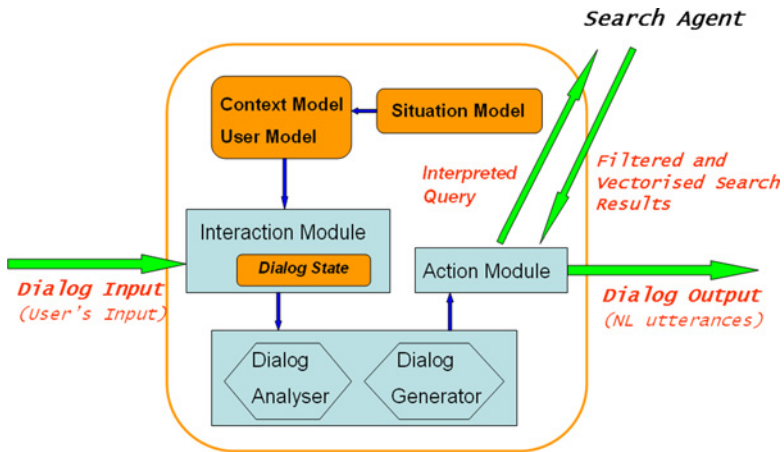 Search Agent
Context Model
User Model
Situation Model
Interpreted
Query
Filtered and
Vectorised Search
Results
Interaction Module
Dialog State
Action Module
Dialog Input
(User's Input)
Dialog Output
(NL utterances)
Dialog
Analyser
Dialog
Generator